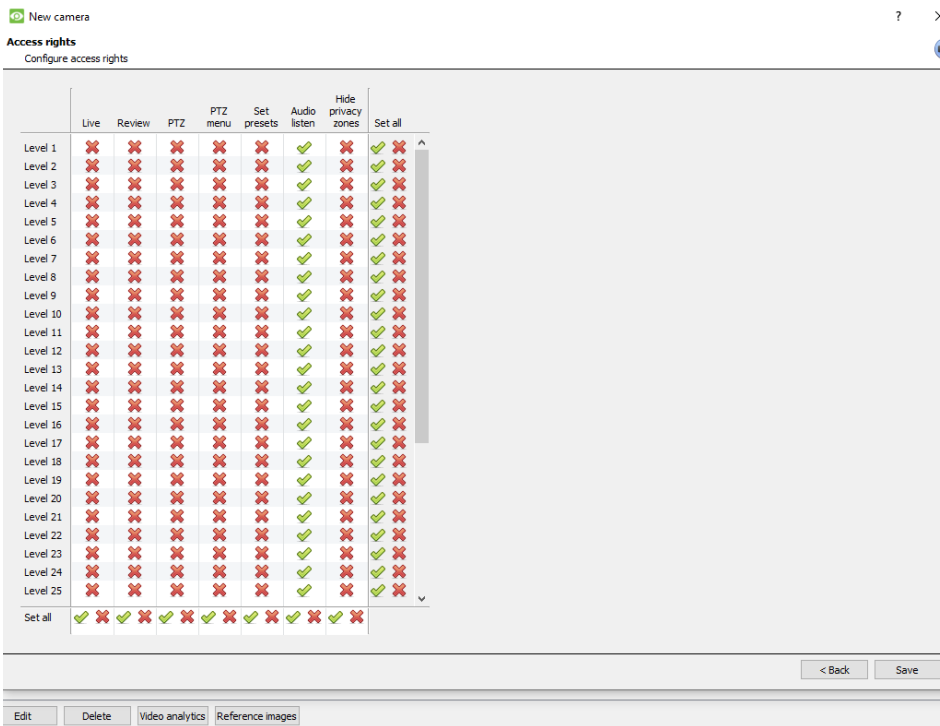 New camera
?
Access rights
Configure access rights
Live Review PTZ PTZ menu Set presets Audio listen Hide privacy zones Set all
Level 1
Level 2
Level 3
Level 4
Level 5
Level 6
Level 7
Level 8
Level 9
Level 10
Level 11
Level 12
Level 13
Level 14
Level 15
Level 16
Level 17
Level 18
Level 19
Level 20
Level 21
Level 22
Level 23
Level 24
Level 25
Set all
< Back Save
Edit Delete Video analytics Reference images